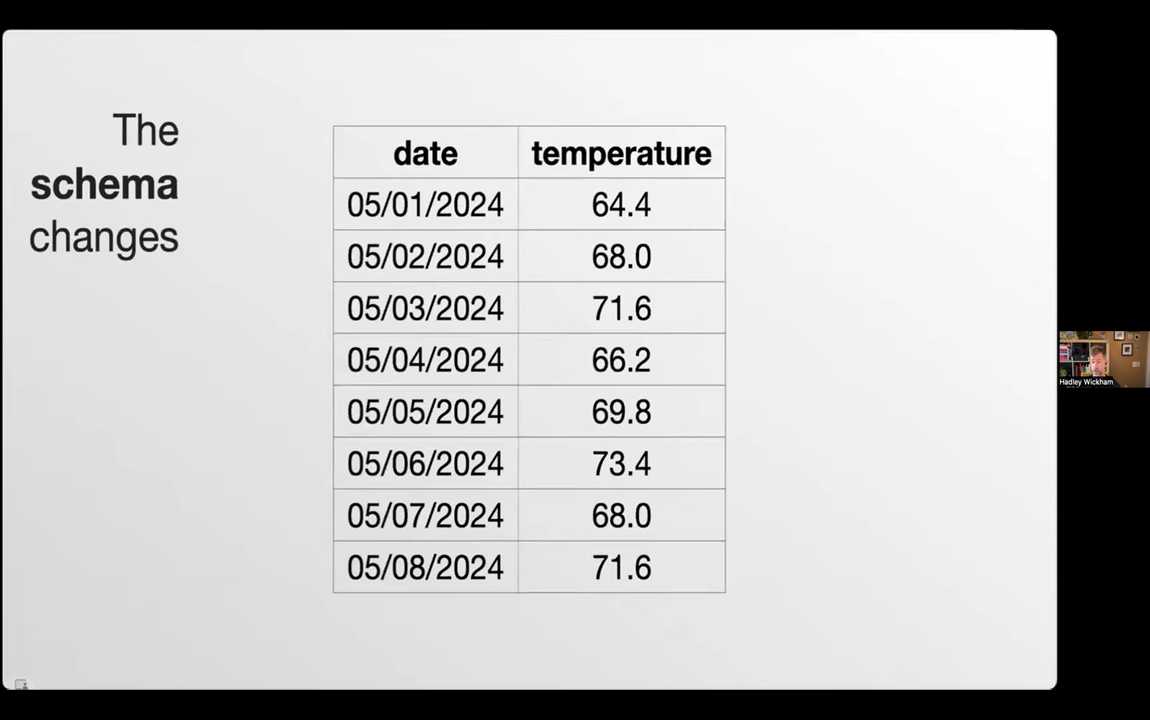 The
schema
changes
date temperature
05/01/2024 64.4
05/02/2024 68.0
05/03/2024 71.6
05/04/2024 66.2
05/05/2024 69.8
05/06/2024 73.4
05/07/2024 68.0
05/08/2024 71.6
Hadley Wickham